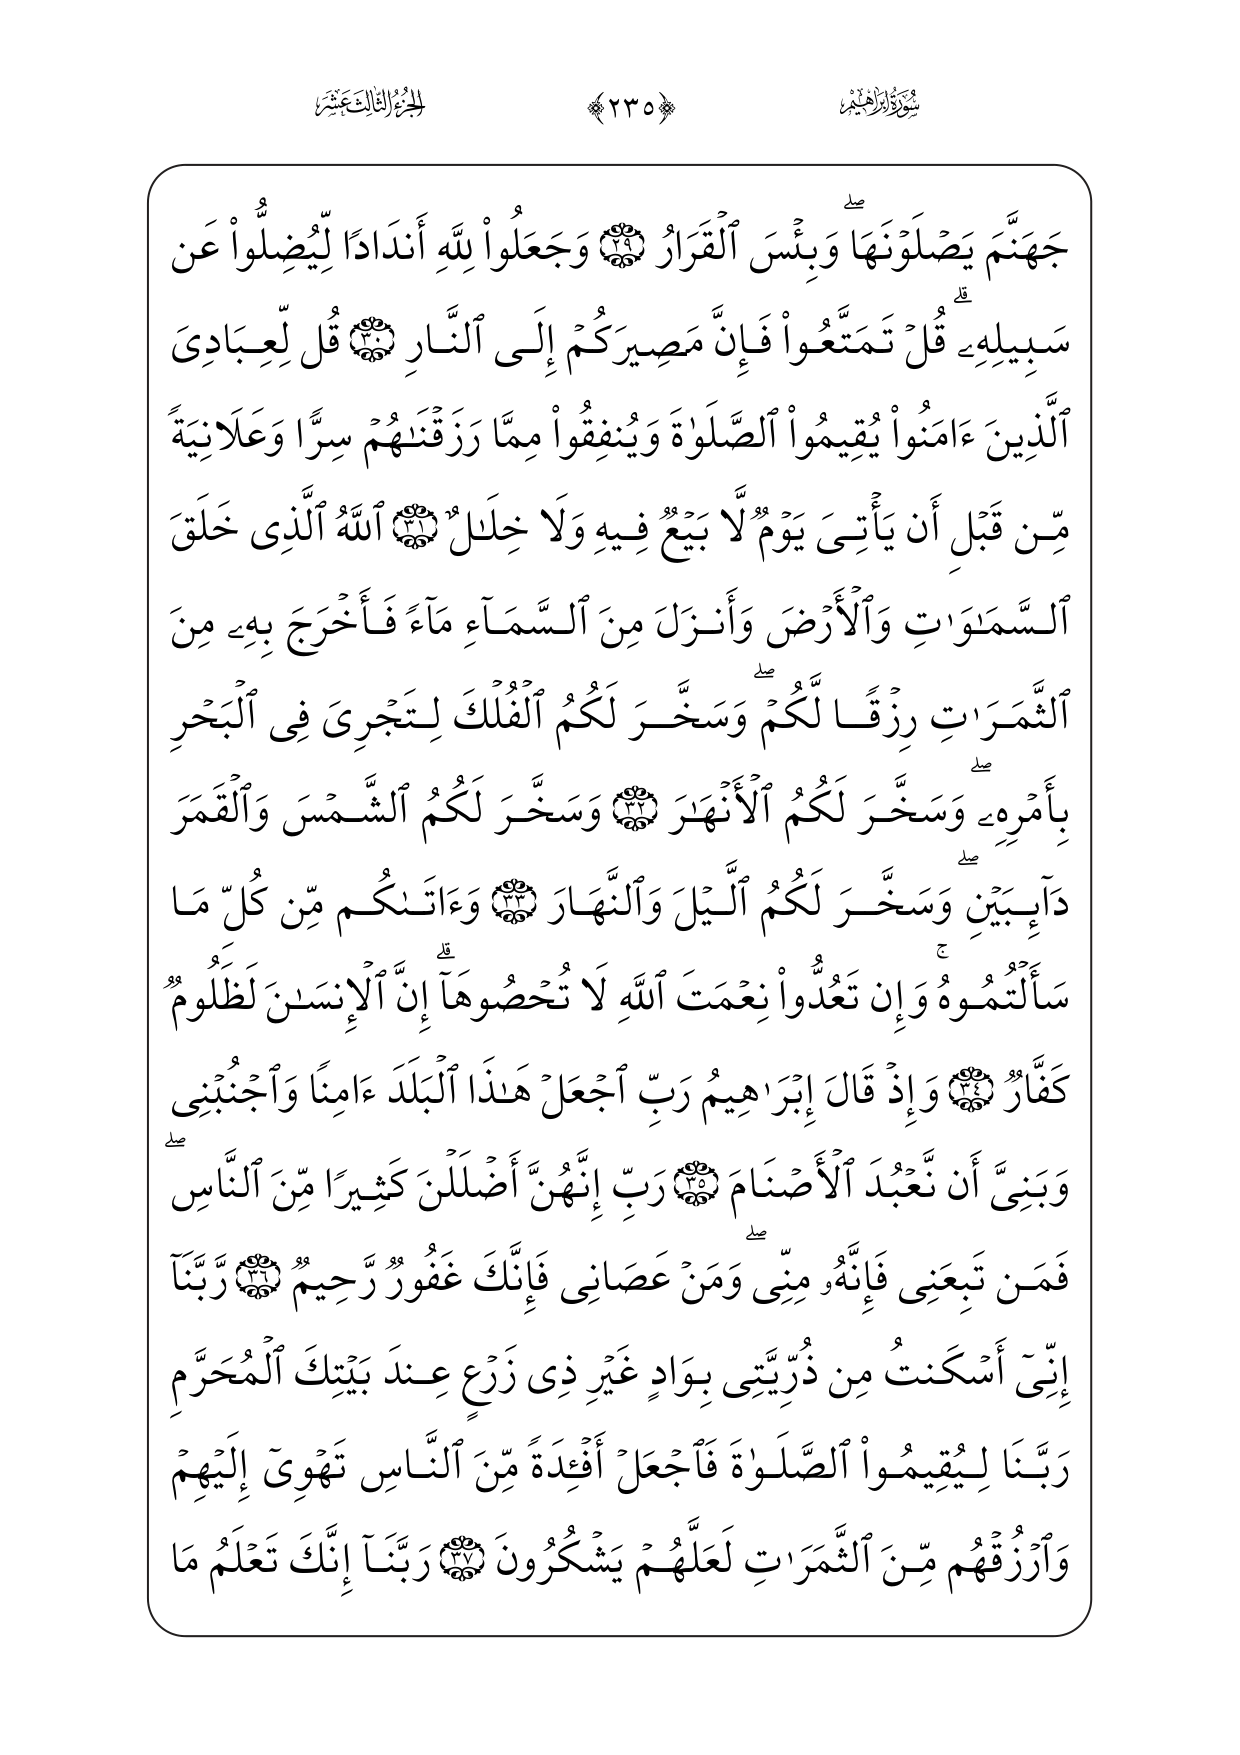 سُورَةُ إِبْرَاهِيم ﴿٢٣٥﴾ الجُزْءُ الثَّالِثَ عَشَرَ
جَهَنَّمَ يَصْلَوْنَهَا ۖ وَبِئْسَ ٱلْقَرَارُ ٢٩ وَجَعَلُوا۟ لِلَّهِ أَندَادًا لِّيُضِلُّوا۟ عَن
سَبِيلِهِۦ ۗ قُلْ تَمَتَّعُوا۟ فَإِنَّ مَصِيرَكُمْ إِلَى ٱلنَّارِ ٣٠ قُل لِّعِبَادِىَ
ٱلَّذِينَ ءَامَنُوا۟ يُقِيمُوا۟ ٱلصَّلَوٰةَ وَيُنفِقُوا۟ مِمَّا رَزَقْنَـٰهُمْ سِرًّا وَعَلَانِيَةً
مِّن قَبْلِ أَن يَأْتِىَ يَوْمٌ لَّا بَيْعٌ فِيهِ وَلَا خِلَـٰلٌ ٣١ ٱللَّهُ ٱلَّذِى خَلَقَ
ٱلسَّمَـٰوَٰتِ وَٱلْأَرْضَ وَأَنزَلَ مِنَ ٱلسَّمَآءِ مَآءً فَأَخْرَجَ بِهِۦ مِنَ
ٱلثَّمَرَٰتِ رِزْقًا لَّكُمْ ۖ وَسَخَّرَ لَكُمُ ٱلْفُلْكَ لِتَجْرِىَ فِى ٱلْبَحْرِ
بِأَمْرِهِۦ ۖ وَسَخَّرَ لَكُمُ ٱلْأَنْهَـٰرَ ٣٢ وَسَخَّرَ لَكُمُ ٱلشَّمْسَ وَٱلْقَمَرَ
دَآئِبَيْنِ ۖ وَسَخَّرَ لَكُمُ ٱلَّيْلَ وَٱلنَّهَارَ ٣٣ وَءَاتَىٰكُم مِّن كُلِّ مَا
سَأَلْتُمُوهُ ۚ وَإِن تَعُدُّوا۟ نِعْمَتَ ٱللَّهِ لَا تُحْصُوهَآ ۗ إِنَّ ٱلْإِنسَـٰنَ لَظَلُومٌ
كَفَّارٌ ٣٤ وَإِذْ قَالَ إِبْرَٰهِيمُ رَبِّ ٱجْعَلْ هَـٰذَا ٱلْبَلَدَ ءَامِنًا وَٱجْنُبْنِى
وَبَنِىَّ أَن نَّعْبُدَ ٱلْأَصْنَامَ ٣٥ رَبِّ إِنَّهُنَّ أَضْلَلْنَ كَثِيرًا مِّنَ ٱلنَّاسِ ۖ
فَمَن تَبِعَنِى فَإِنَّهُۥ مِنِّى ۖ وَمَنْ عَصَانِى فَإِنَّكَ غَفُورٌ رَّحِيمٌ ٣٦ رَّبَّنَآ
إِنِّىٓ أَسْكَنتُ مِن ذُرِّيَّتِى بِوَادٍ غَيْرِ ذِى زَرْعٍ عِندَ بَيْتِكَ ٱلْمُحَرَّمِ
رَبَّنَا لِيُقِيمُوا۟ ٱلصَّلَوٰةَ فَٱجْعَلْ أَفْـِٔدَةً مِّنَ ٱلنَّاسِ تَهْوِىٓ إِلَيْهِمْ
وَٱرْزُقْهُم مِّنَ ٱلثَّمَرَٰتِ لَعَلَّهُمْ يَشْكُرُونَ ٣٧ رَبَّنَآ إِنَّكَ تَعْلَمُ مَا